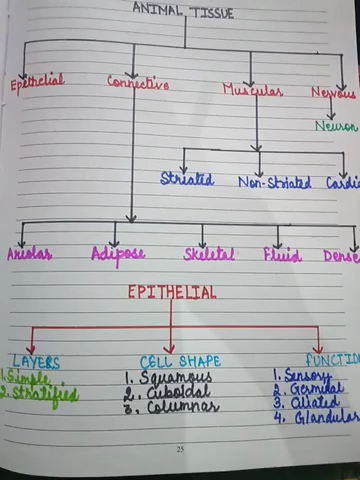 ANIMAL TISSUE
Epithelial Connective Muscular Nervous
Neuron
Striated Non-Striated Cardi
Areolar Adipose Skeletal Fluid Dense
EPITHELIAL
LAYERS CELL SHAPE FUNCTION
1. Simple 1. Squamous 1. Sensory
2. Stratified 2. Cuboidal 2. Germinal
3. Columnar 3. Ciliated
4. Glandular
25